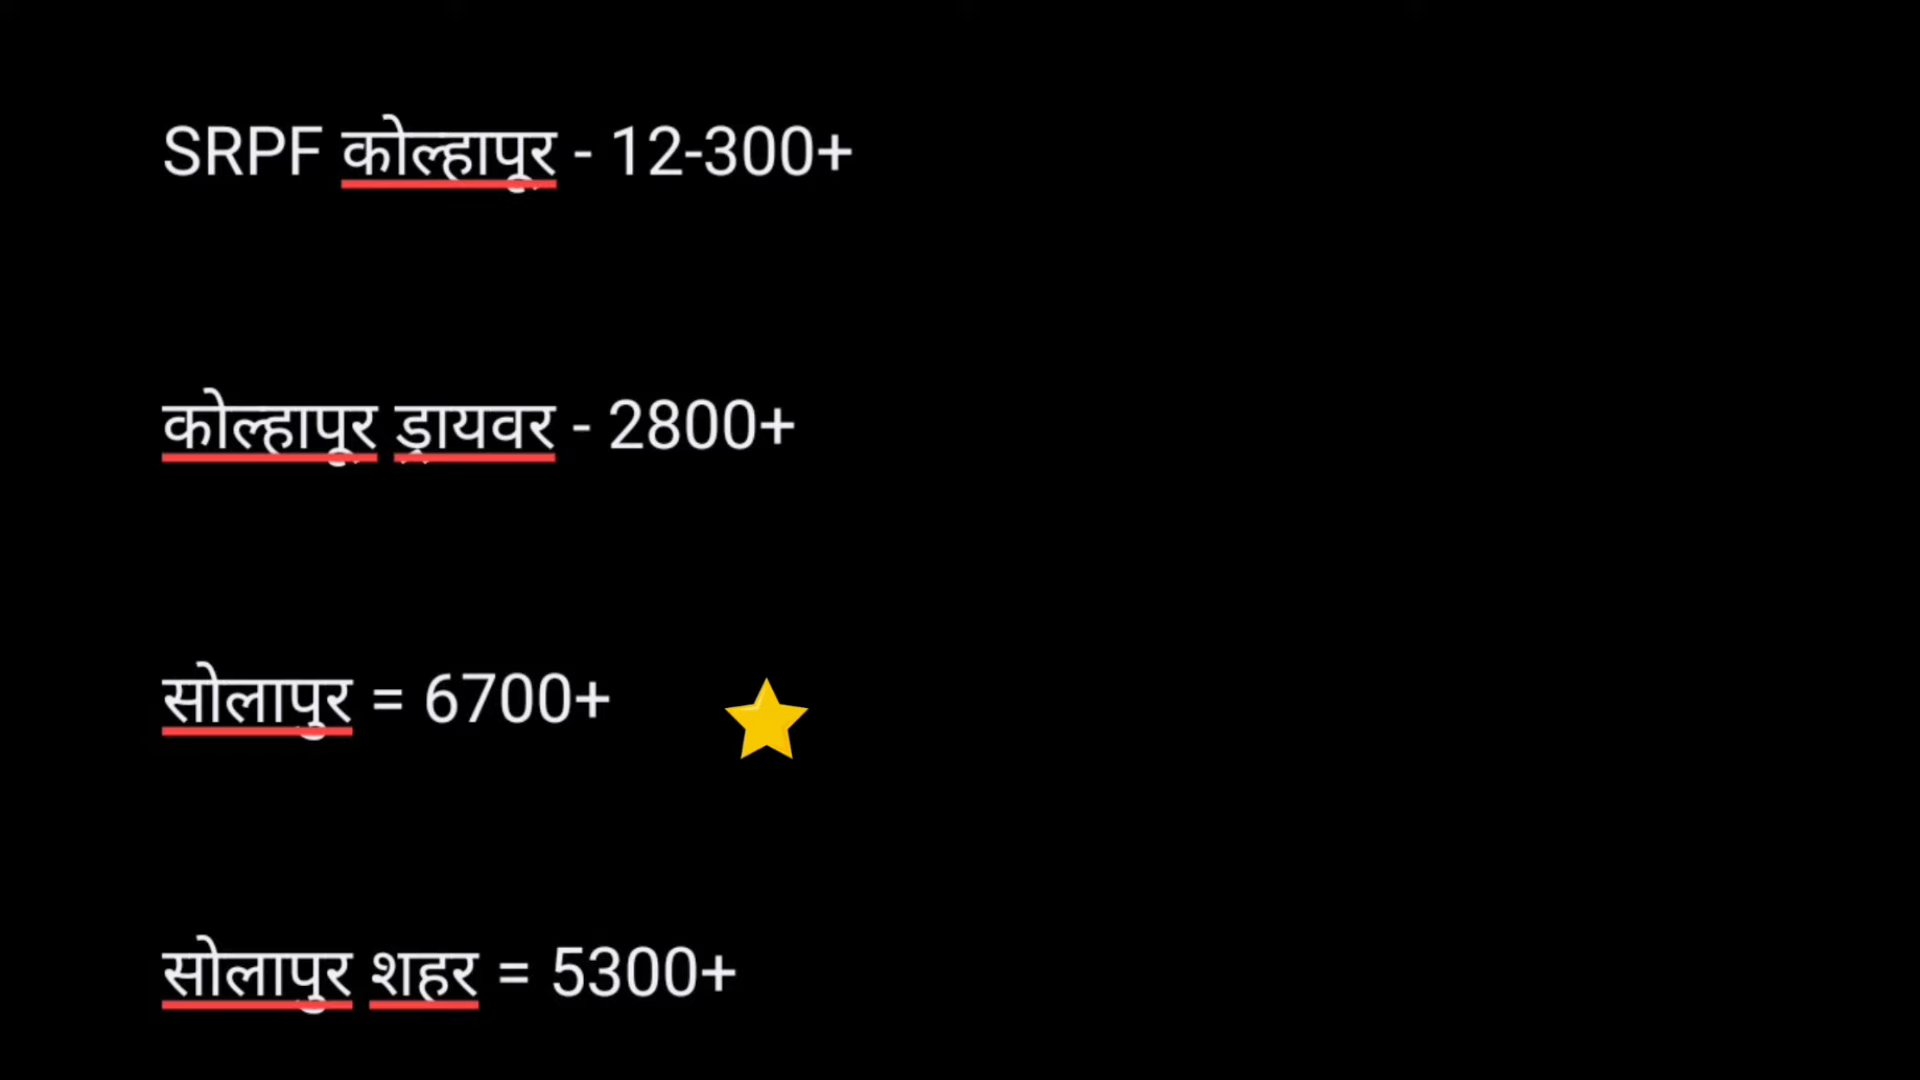 SRPF कोल्हापूर - 12-300+
कोल्हापूर ड्रायवर - 2800+
सोलापुर = 6700+
सोलापुर शहर = 5300+